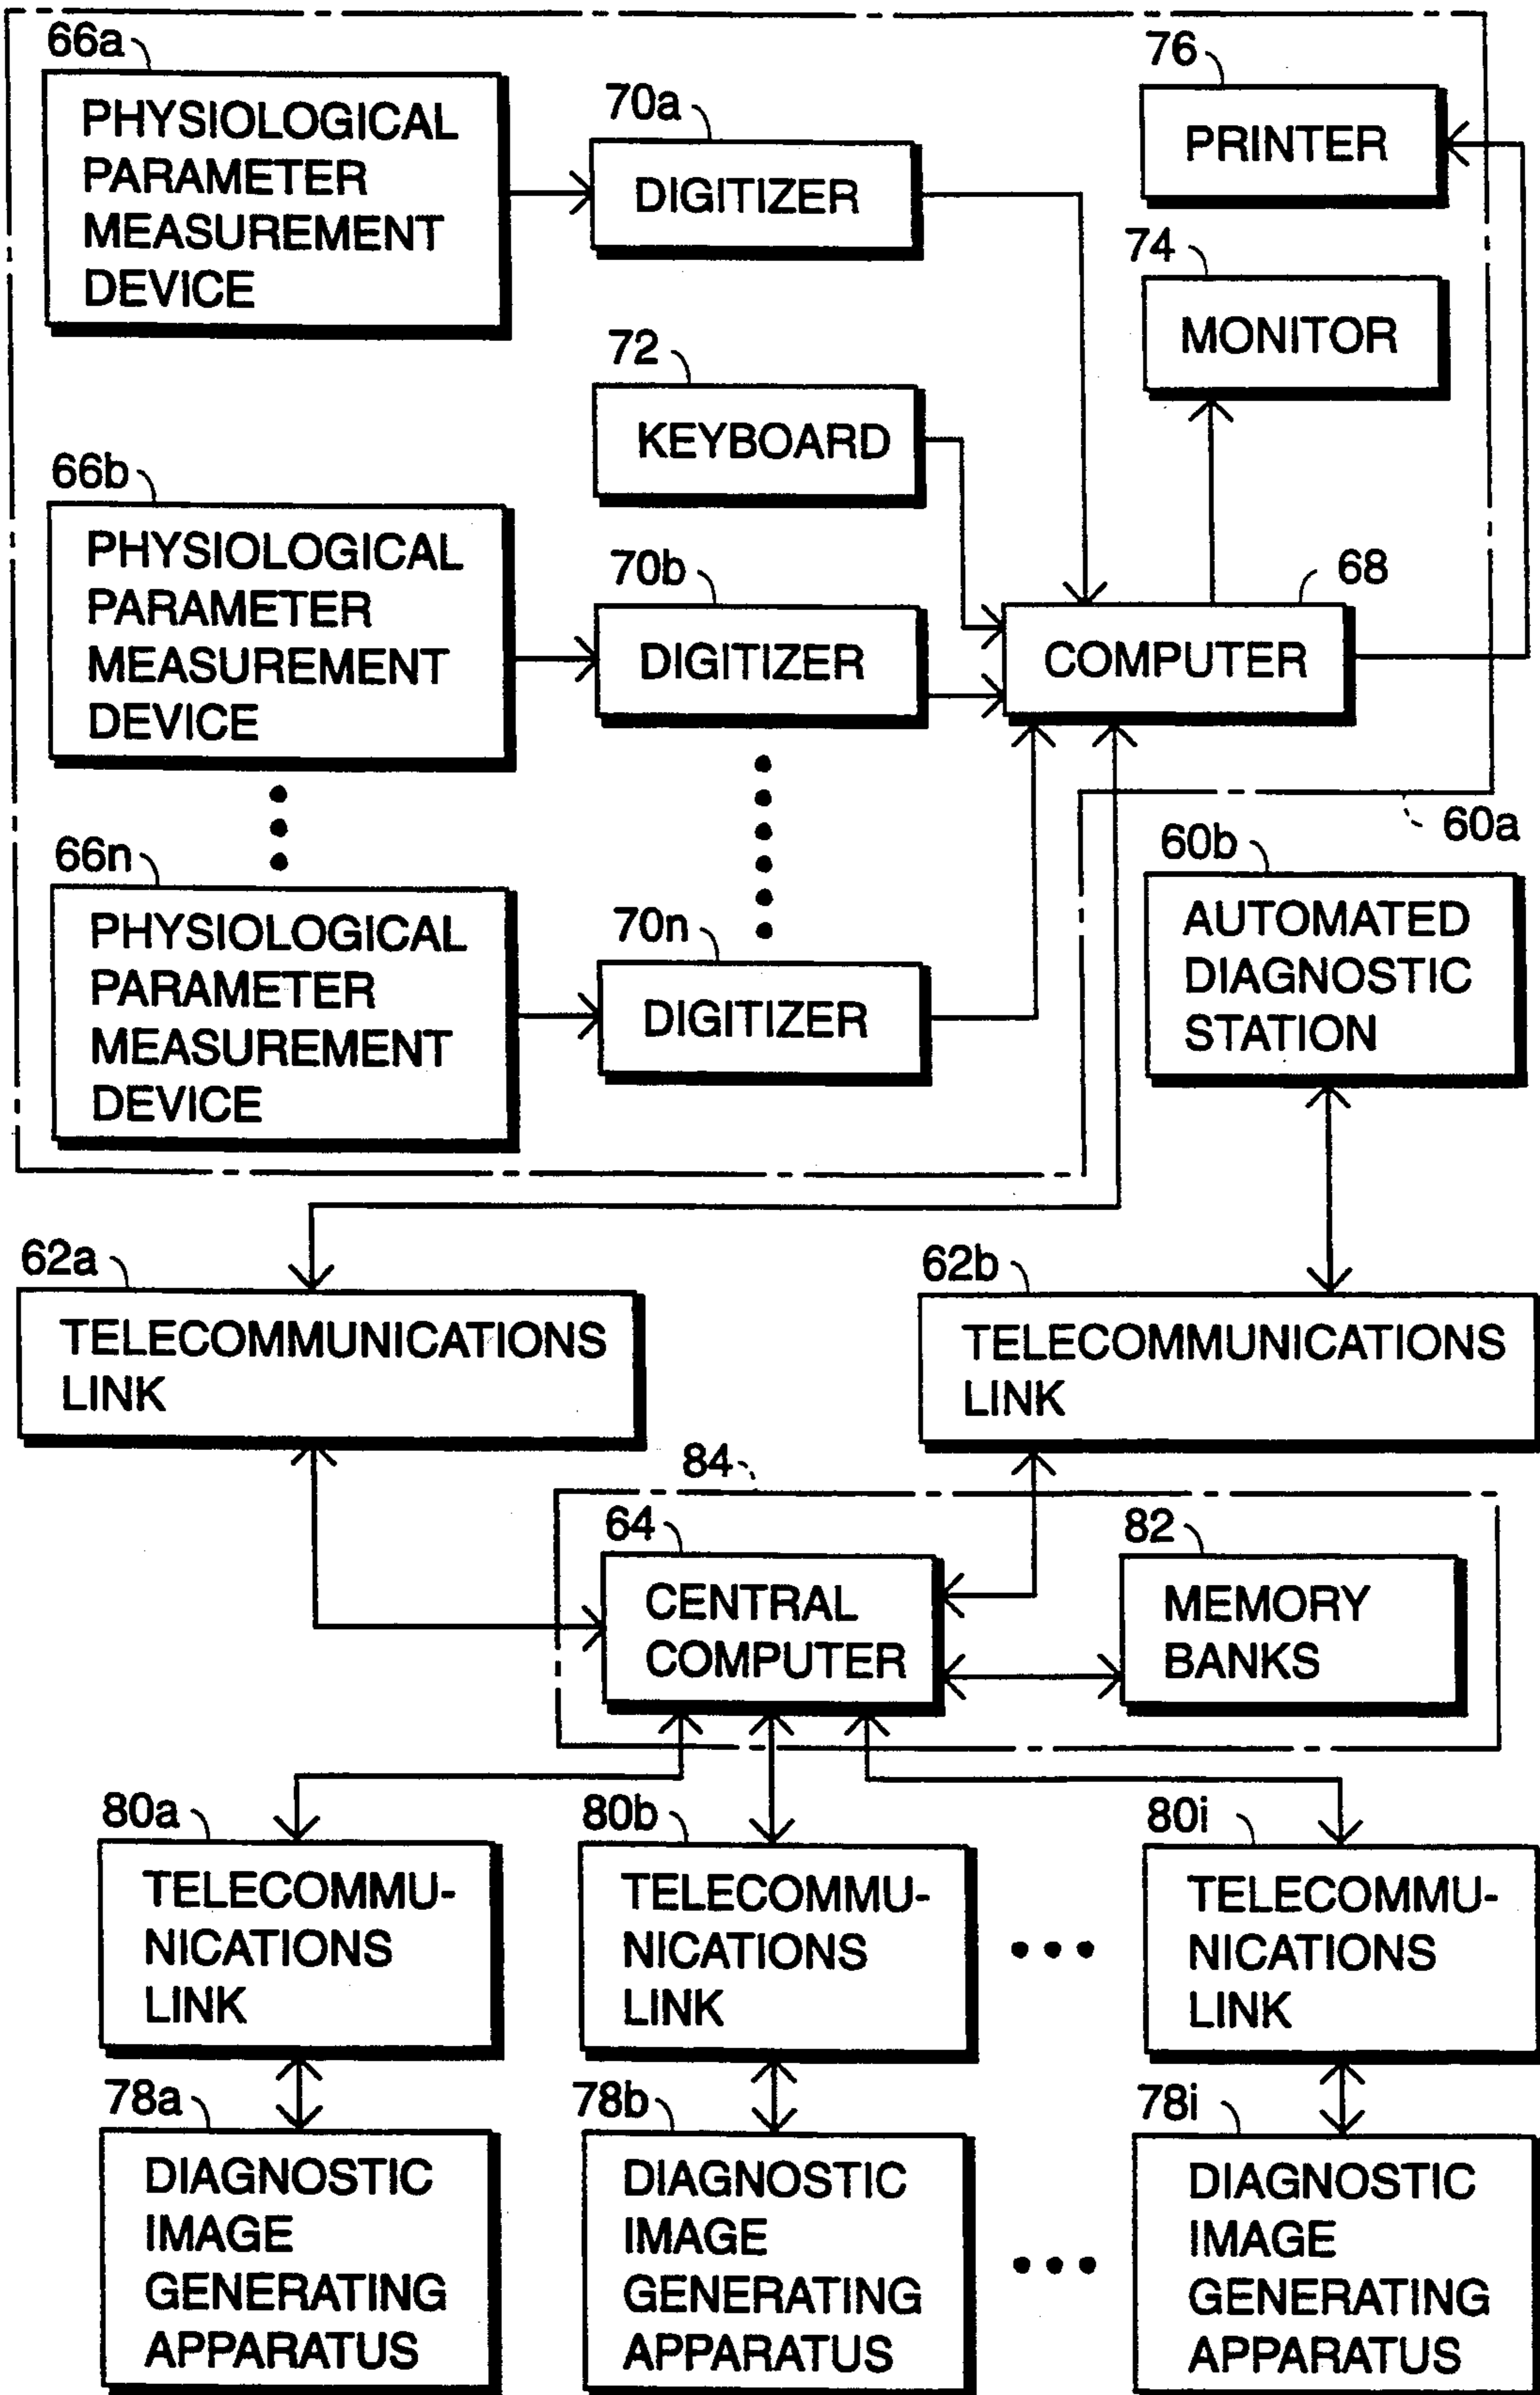 66a
PHYSIOLOGICAL
PARAMETER
MEASUREMENT
DEVICE
70a
DIGITIZER
76
PRINTER
74
MONITOR
72
KEYBOARD
66b
PHYSIOLOGICAL
PARAMETER
MEASUREMENT
DEVICE
70b
DIGITIZER
68
COMPUTER
60a
66n
PHYSIOLOGICAL
PARAMETER
MEASUREMENT
DEVICE
70n
DIGITIZER
60b
AUTOMATED
DIAGNOSTIC
STATION
62a
TELECOMMUNICATIONS
LINK
62b
TELECOMMUNICATIONS
LINK
84
64
CENTRAL
COMPUTER
82
MEMORY
BANKS
80a
TELECOMMU-
NICATIONS
LINK
80b
TELECOMMU-
NICATIONS
LINK
80i
TELECOMMU-
NICATIONS
LINK
78a
DIAGNOSTIC
IMAGE
GENERATING
APPARATUS
78b
DIAGNOSTIC
IMAGE
GENERATING
APPARATUS
78i
DIAGNOSTIC
IMAGE
GENERATING
APPARATUS